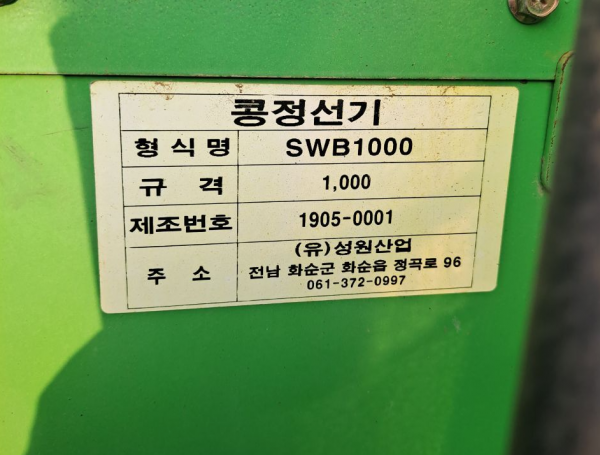 콩정선기
형식명 SWB1000
규격 1,000
제조번호 1905-0001
주소 (유)성원산업
전남 화순군 화순읍 정곡로 96
061-372-0997